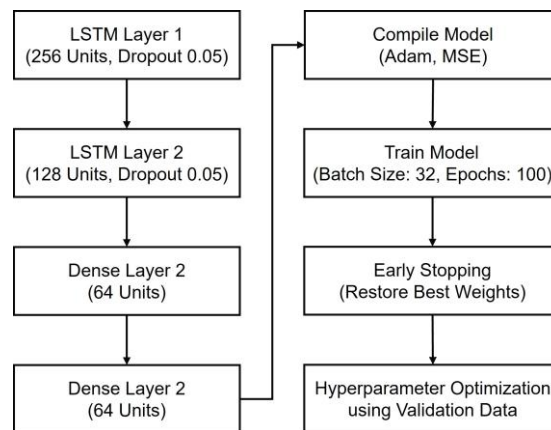 LSTM Layer 1
(256 Units, Dropout 0.05)
LSTM Layer 2
(128 Units, Dropout 0.05)
Dense Layer 2
(64 Units)
Dense Layer 2
(64 Units)
Compile Model
(Adam, MSE)
Train Model
(Batch Size: 32, Epochs: 100)
Early Stopping
(Restore Best Weights)
Hyperparameter Optimization
using Validation Data